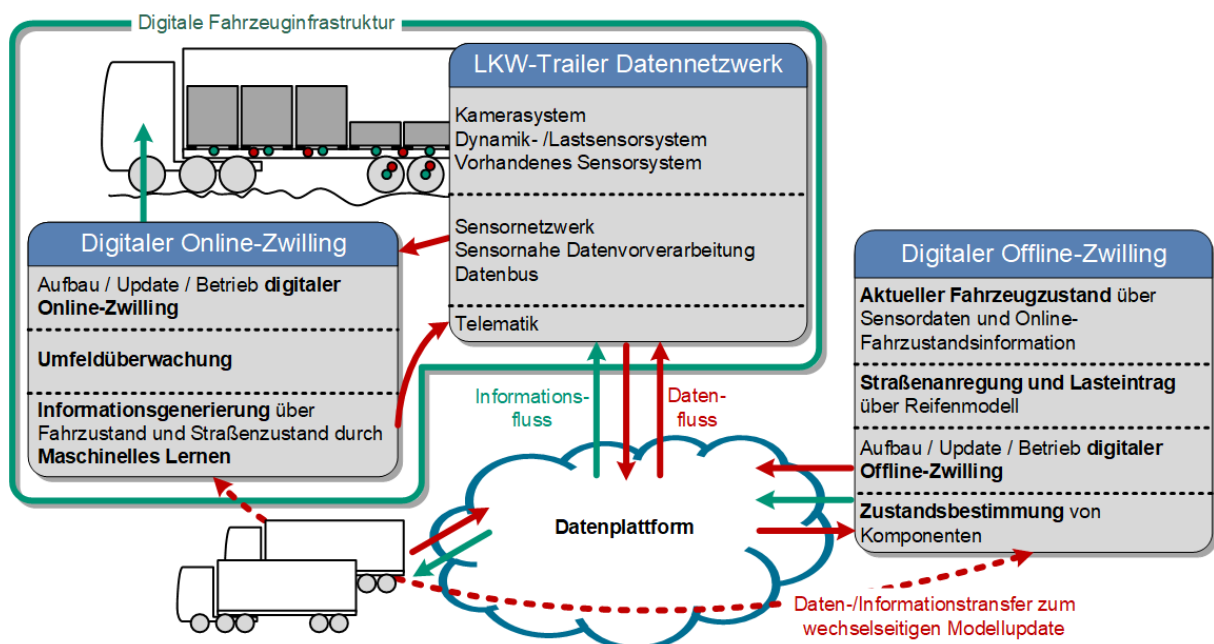 Digitale Fahrzeuginfrastruktur
LKW-Trailer Datennetzwerk
Kamerasystem
Dynamik- /Lastsensorsystem
Vorhandenes Sensorsystem
Sensornetzwerk
Sensornahe Datenvorverarbeitung
Datenbus
Telematik
Digitaler Online-Zwilling
Aufbau / Update / Betrieb digitaler
Online-Zwilling
Umfeldüberwachung
Informationsgenerierung über
Fahrzustand und Straßenzustand durch
Maschinelles Lernen
Digitaler Offline-Zwilling
Aktueller Fahrzeugzustand über
Sensordaten und Online-
Fahrzustandsinformation
Straßenanregung und Lasteintrag
über Reifenmodell
Aufbau / Update / Betrieb digitaler
Offline-Zwilling
Zustandsbestimmung von
Komponenten
Informations-
fluss
Daten-
fluss
Datenplattform
Daten-/Informationstransfer zum
wechselseitigen Modellupdate